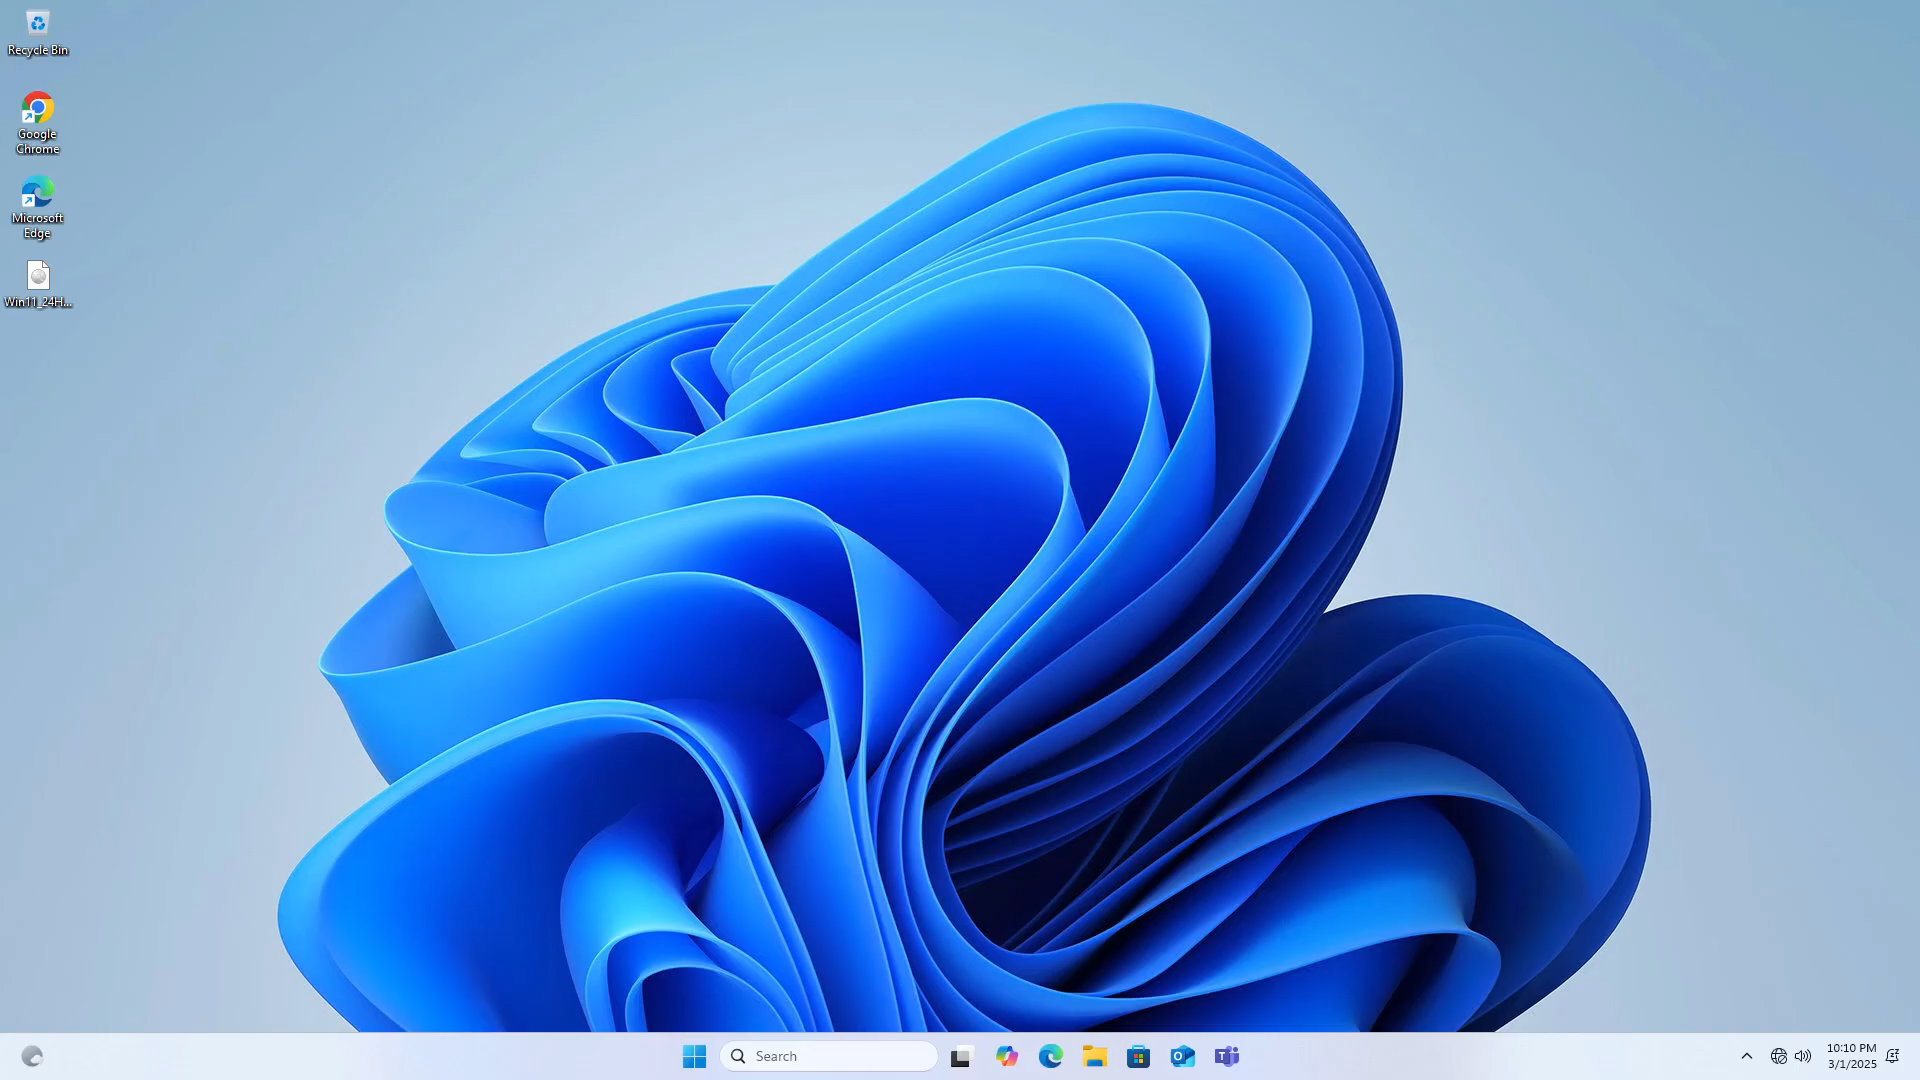 Recycle Bin
Google
Chrome
Microsoft
Edge
Win11_24H...
Search
10:10 PM
3/1/2025